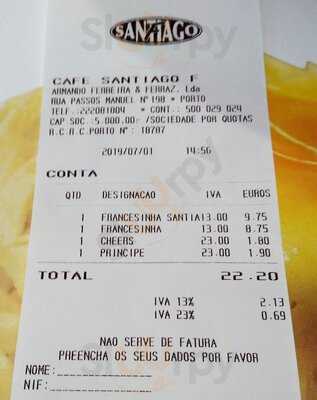 SANTIAGO
CAFE SANTIAGO F
ARMANDO FERREIRA & FERRAZ, Lda
RUA PASSOS MANUEL Nº198 * PORTO
TELF.:222081804 * CONT.: 500 029 024
CAP SOC.:5.000.00- /SOCIEDADE POR QUOTAS
R.C.R.C.PORTO Nº: 18787
2019/07/01 14:56
CONTA
QTD DESIGNACAO IVA EUROS
1 FRANCESINHA SANTIA13.00 9.75
1 FRANCESINHA 13.00 8.75
1 CHEERS 23.00 1.80
1 PRINCIPE 23.00 1.90
TOTAL 22.20
IVA 13% 2.13
IVA 23% 0.69
NAO SERVE DE FATURA
PREENCHA OS SEUS DADOS POR FAVOR
NOME:
NIF: